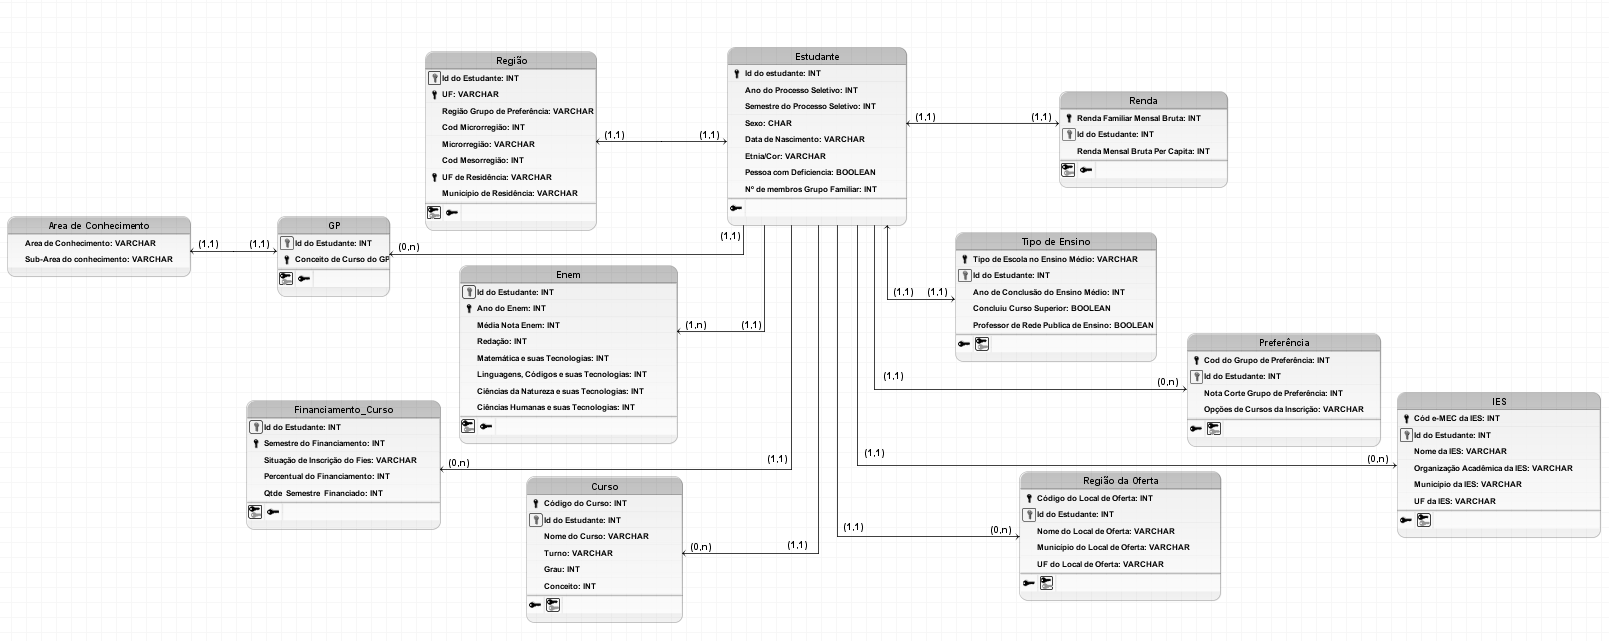 Região
Id do Estudante: INT
UF: VARCHAR
Região Grupo de Preferência: VARCHAR
Cod Microrregião: INT
Microrregião: VARCHAR
Cod Mesorregião: INT
UF de Residência: VARCHAR
Município de Residência: VARCHAR
(1,1)
(1,1)
Estudante
Id do estudante: INT
Ano do Processo Seletivo: INT
Semestre do Processo Seletivo: INT
Sexo: CHAR
Data de Nascimento: VARCHAR
Etnia/Cor: VARCHAR
Pessoa com Deficiencia: BOOLEAN
Nº de membros Grupo Familiar: INT
(1,1)
(1,1)
Renda
Renda Familiar Mensal Bruta: INT
Id do Estudante: INT
Renda Mensal Bruta Per Capita: INT
Area de Conhecimento
Area de Conhecimento: VARCHAR
Sub-Area do conhecimento: VARCHAR
(1,1)
(1,1)
GP
Id do Estudante: INT
Conceito de Curso do GP
(0,n)
(1,1)
Enem
Id do Estudante: INT
Ano do Enem: INT
Média Nota Enem: INT
Redação: INT
Matemática e suas Tecnologias: INT
Linguagens, Códigos e suas Tecnologias: INT
Ciências da Natureza e suas Tecnologias: INT
Ciências Humanas e suas Tecnologias: INT
(1,n)
(1,1)
Tipo de Ensino
Tipo de Escola no Ensino Médio: VARCHAR
Id do Estudante: INT
Ano de Conclusão do Ensino Médio: INT
Concluiu Curso Superior: BOOLEAN
Professor de Rede Publica de Ensino: BOOLEAN
(1,1)
(1,1)
Preferência
Cod do Grupo de Preferência: INT
Id do Estudante: INT
Nota Corte Grupo de Preferência: INT
Opções de Cursos da Inscrição: VARCHAR
(1,1)
(0,n)
IES
Cód e-MEC da IES: INT
Id do Estudante: INT
Nome da IES: VARCHAR
Organização Acadêmica da IES: VARCHAR
Município da IES: VARCHAR
UF da IES: VARCHAR
(1,1)
(0,n)
Financiamento_Curso
Id do Estudante: INT
Semestre do Financiamento: INT
Situação de Inscrição do Fies: VARCHAR
Percentual do Financiamento: INT
Qtde Semestre Financiado: INT
(0,n)
(1,1)
Curso
Código do Curso: INT
Id do Estudante: INT
Nome do Curso: VARCHAR
Turno: VARCHAR
Grau: INT
Conceito: INT
(0,n)
(1,1)
Região da Oferta
Código do Local de Oferta: INT
Id do Estudante: INT
Nome do Local de Oferta: VARCHAR
Município do Local de Oferta: VARCHAR
UF do Local de Oferta: VARCHAR
(1,1)
(0,n)